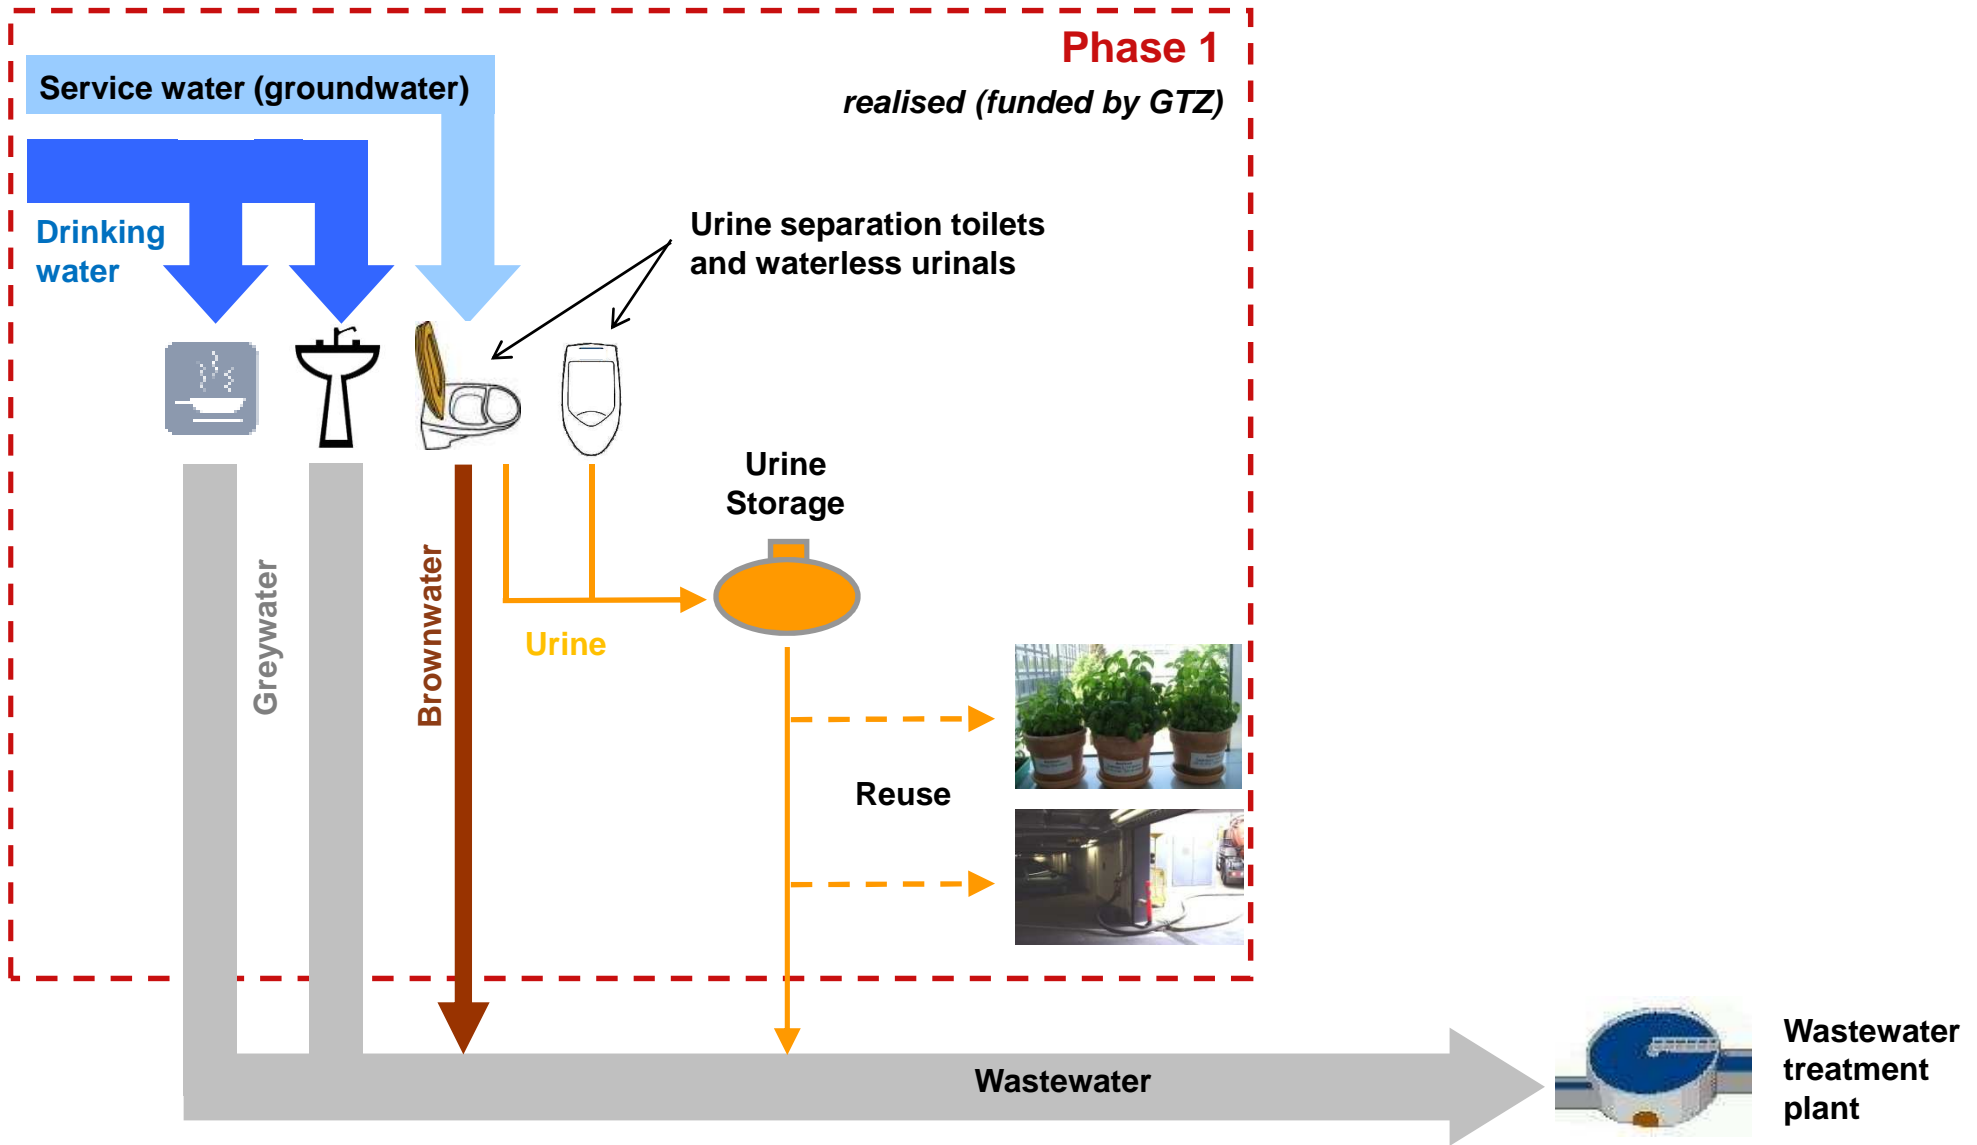 Phase 1
realised (funded by GTZ)
Service water (groundwater)
Drinking
water
Urine separation toilets
and waterless urinals
Urine
Storage
Greywater
Brownwater
Urine
Reuse
Wastewater
Wastewater
treatment
plant